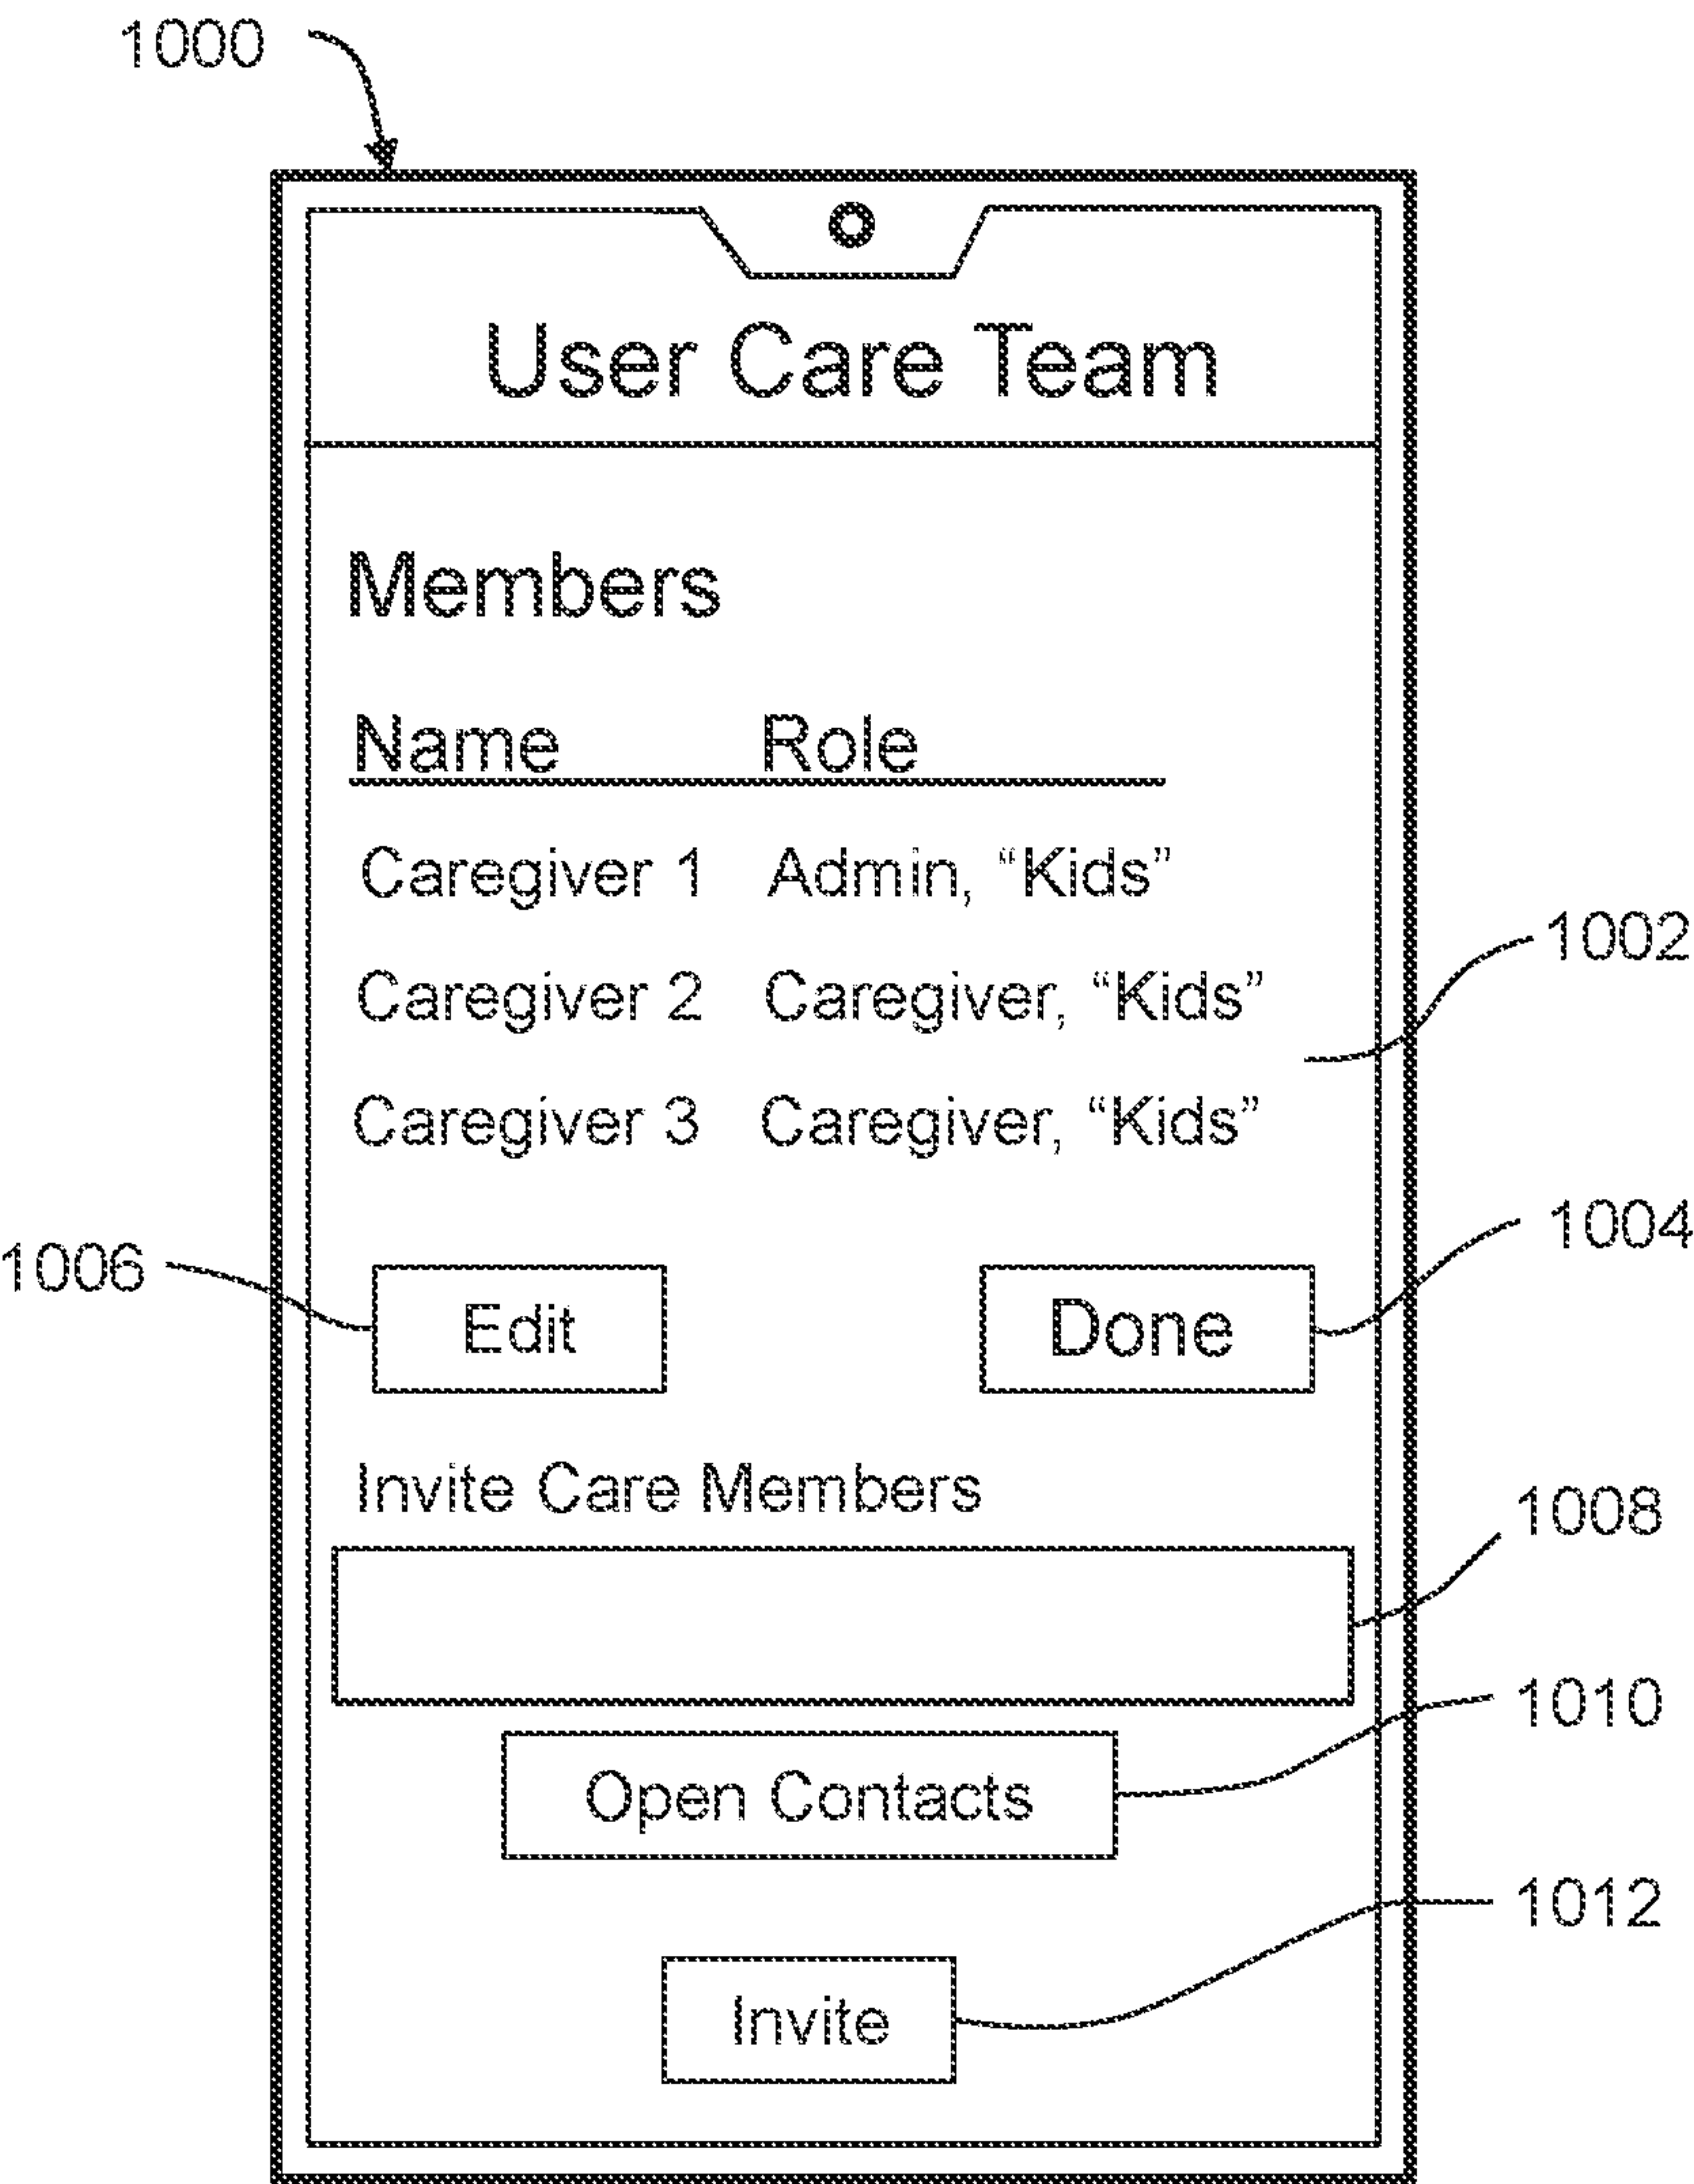 1000
User Care Team
Members
Name Role
Caregiver 1 Admin, “Kids”
1002
Caregiver 2 Caregiver, “Kids”
Caregiver 3 Caregiver, “Kids”
1004
1006
Edit Done
Invite Care Members
1008
1010
Open Contacts
1012
Invite